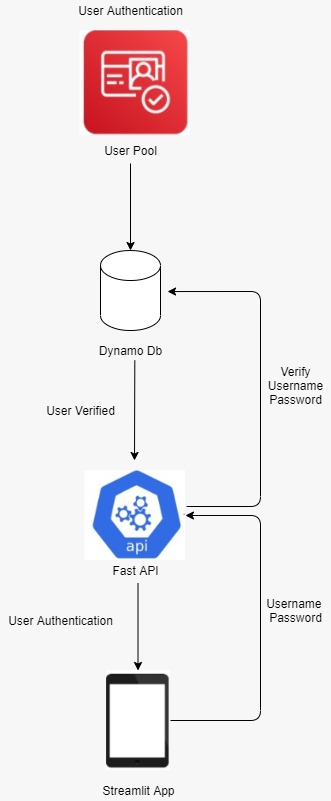 User Authentication
User Pool
Dynamo Db
Verify
Username
Password
User Verified
api
Fast API
Username
Password
User Authentication
Streamlit App